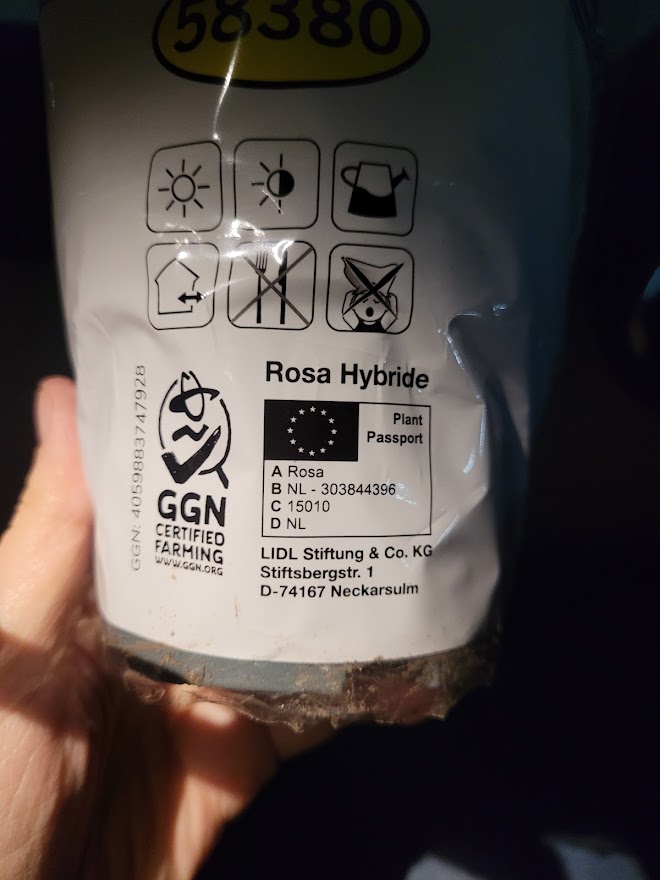 58380
Rosa Hybride
Plant
Passport
A Rosa
B NL - 303844396
C 15010
D NL
GGN: 4059883747928
GGN
CERTIFIED
FARMING
WWW.GGN.ORG
LIDL Stiftung & Co. KG
Stiftsbergstr. 1
D-74167 Neckarsulm